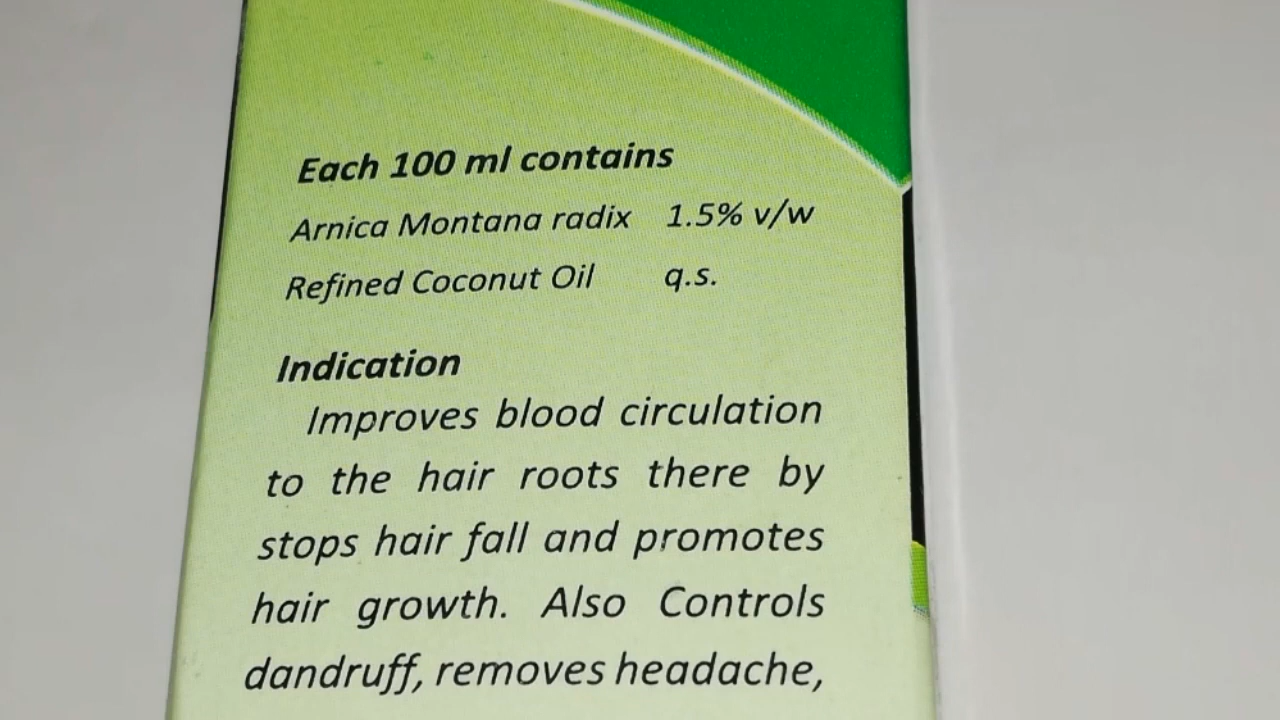 Each 100 ml contains
Arnica Montana radix 1.5% v/w
Refined Coconut Oil q.s.
Indication
Improves blood circulation
to the hair roots there by
stops hair fall and promotes
hair growth. Also Controls
dandruff, removes headache,